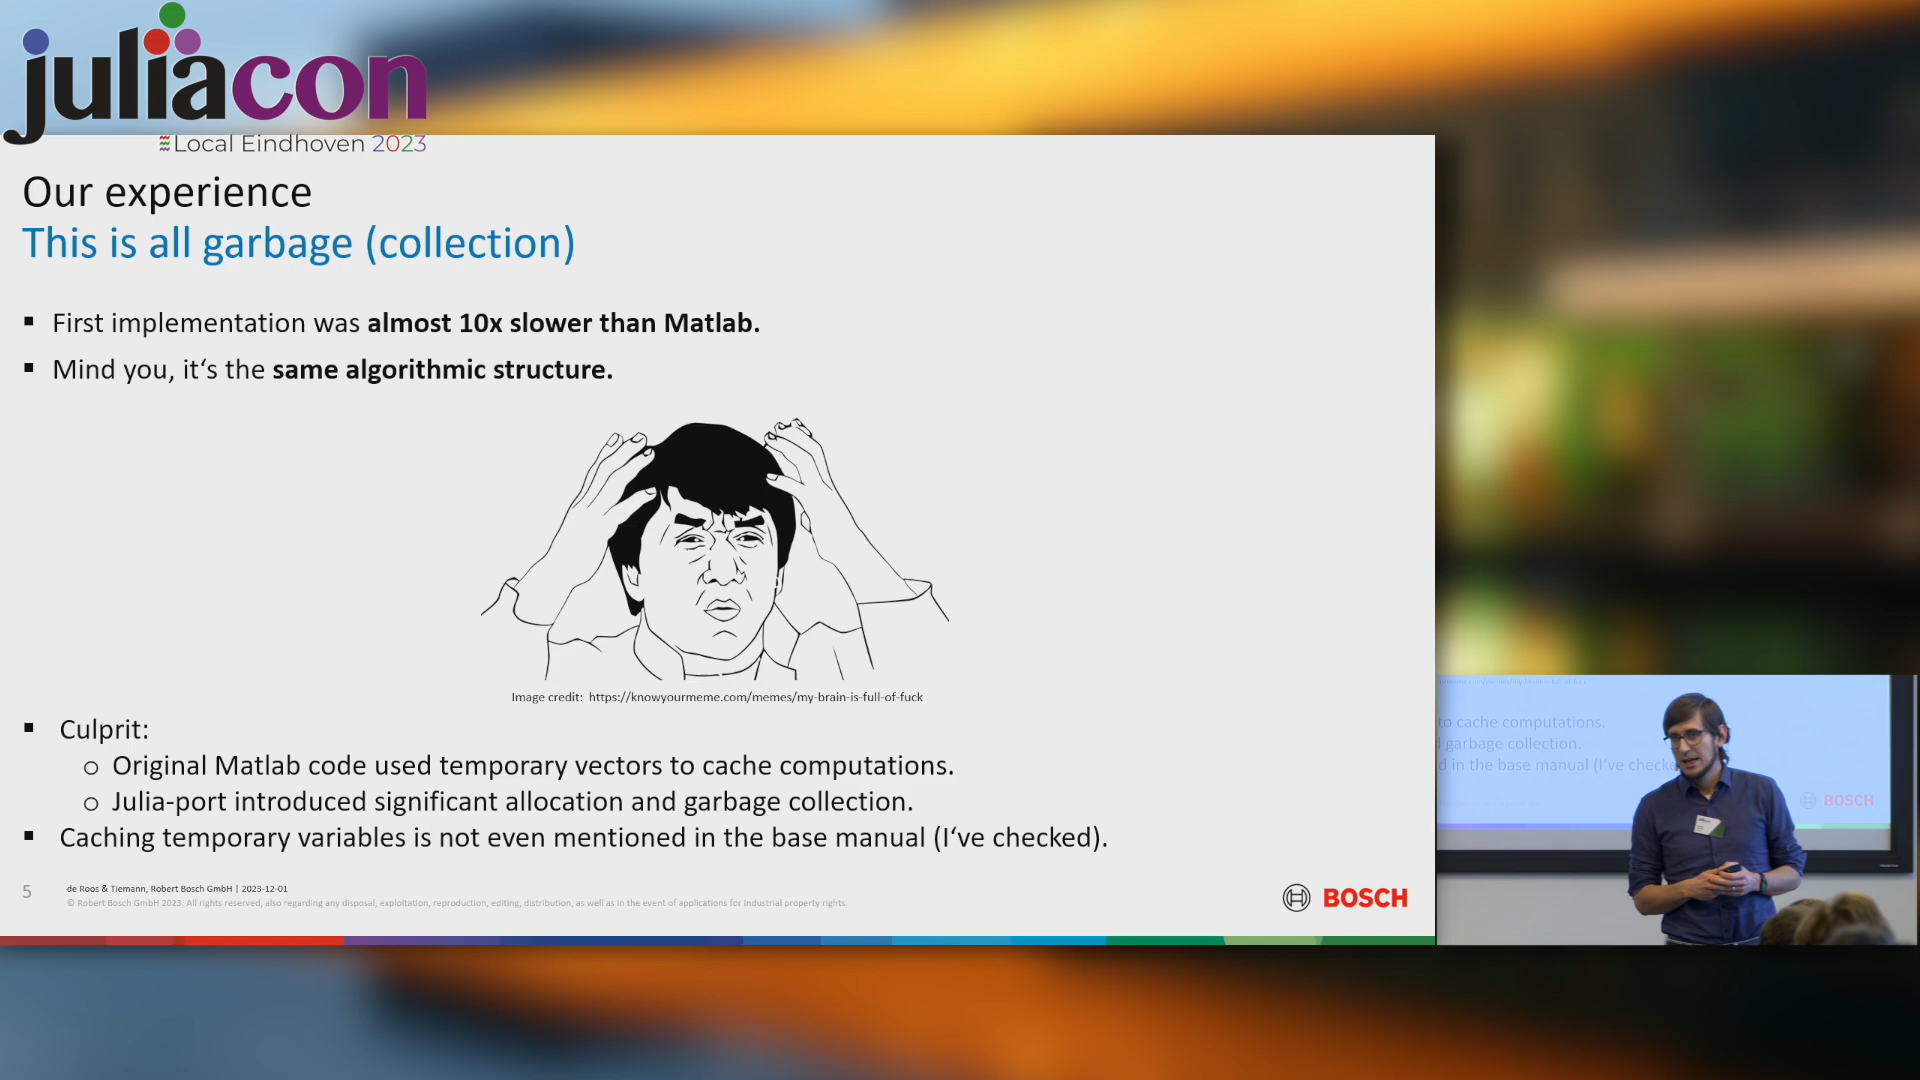 juliacon
Local Eindhoven 2023
Our experience
This is all garbage (collection)
▪ First implementation was almost 10x slower than Matlab.
▪ Mind you, it‘s the same algorithmic structure.
Image credit: https://knowyourmeme.com/memes/my-brain-is-full-of-fuck
▪ Culprit:
o Original Matlab code used temporary vectors to cache computations.
o Julia-port introduced significant allocation and garbage collection.
▪ Caching temporary variables is not even mentioned in the base manual (I‘ve checked).
5
de Roos & Tiemann, Robert Bosch GmbH | 2023-12-01
© Robert Bosch GmbH 2023. All rights reserved, also regarding any disposal, exploitation, reproduction, editing, distribution, as well as in the event of applications for industrial property rights.
BOSCH
to cache computations.
garbage collection.
d in the base manual (I've check
BOSCH